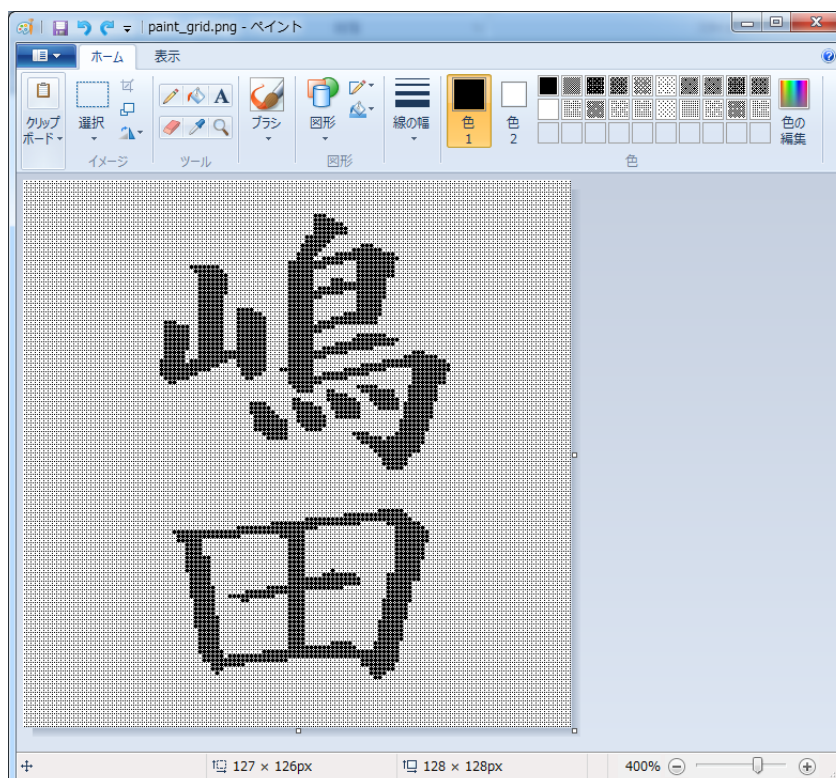 paint_grid.png - ペイント
ホーム 表示
クリップボード
選択
イメージ
A
ツール
ブラシ
図形
図形
線の幅
色1
色2
色
色の編集
嶋
田
127 × 126px
128 × 128px
400%